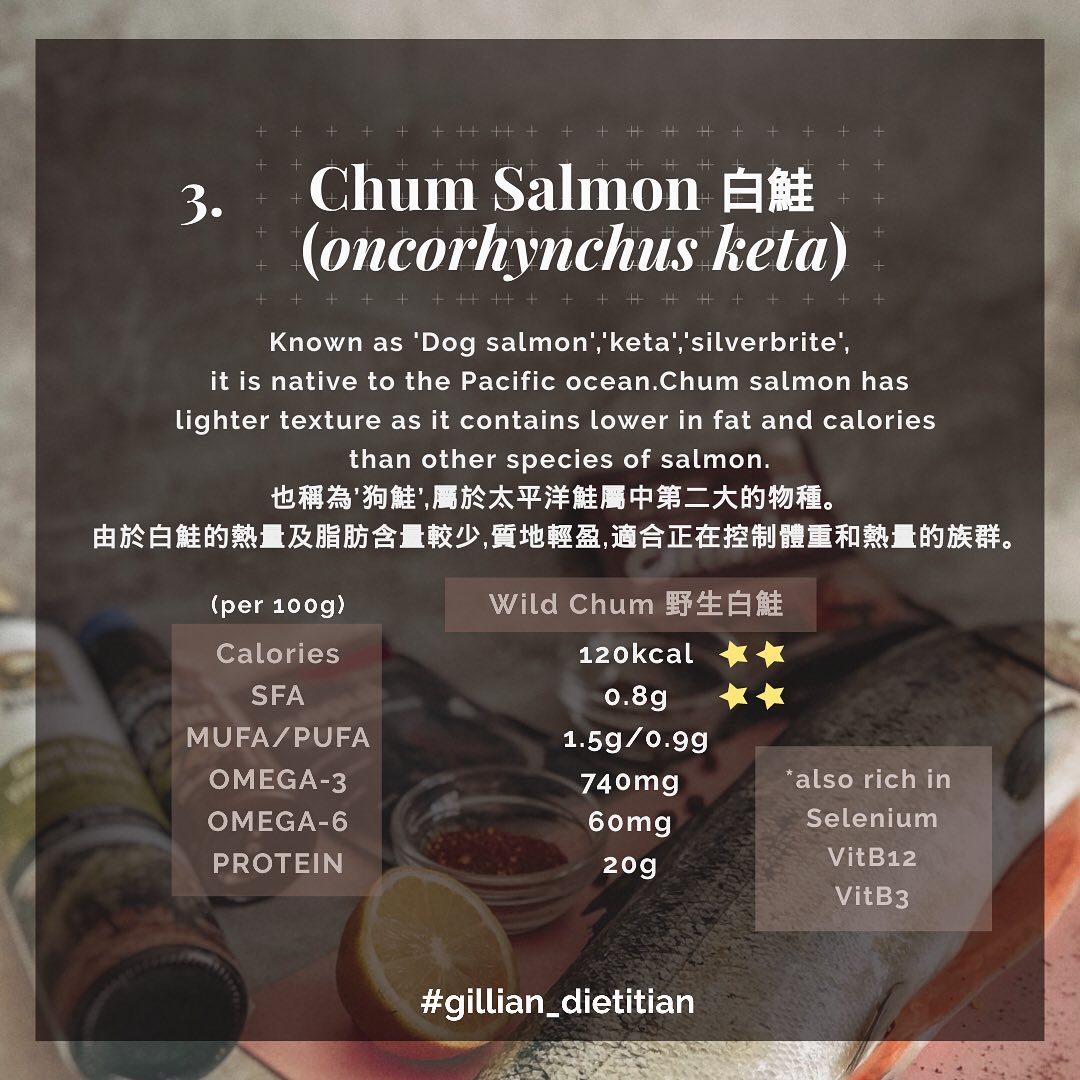 3. Chum Salmon 白鮭
(oncorhynchus keta)
Known as 'Dog salmon','keta','silverbrite',
it is native to the Pacific ocean.Chum salmon has
lighter texture as it contains lower in fat and calories
than other species of salmon.
也稱為'狗鮭',屬於太平洋鮭屬中第二大的物種。
由於白鮭的熱量及脂肪含量較少,質地輕盈,適合正在控制體重和熱量的族群。
(per 100g) Wild Chum 野生白鮭
Calories 120kcal
SFA 0.8g
MUFA/PUFA 1.5g/0.9g
OMEGA-3 740mg
OMEGA-6 60mg
PROTEIN 20g
*also rich in
Selenium
VitB12
VitB3
#gillian_dietitian